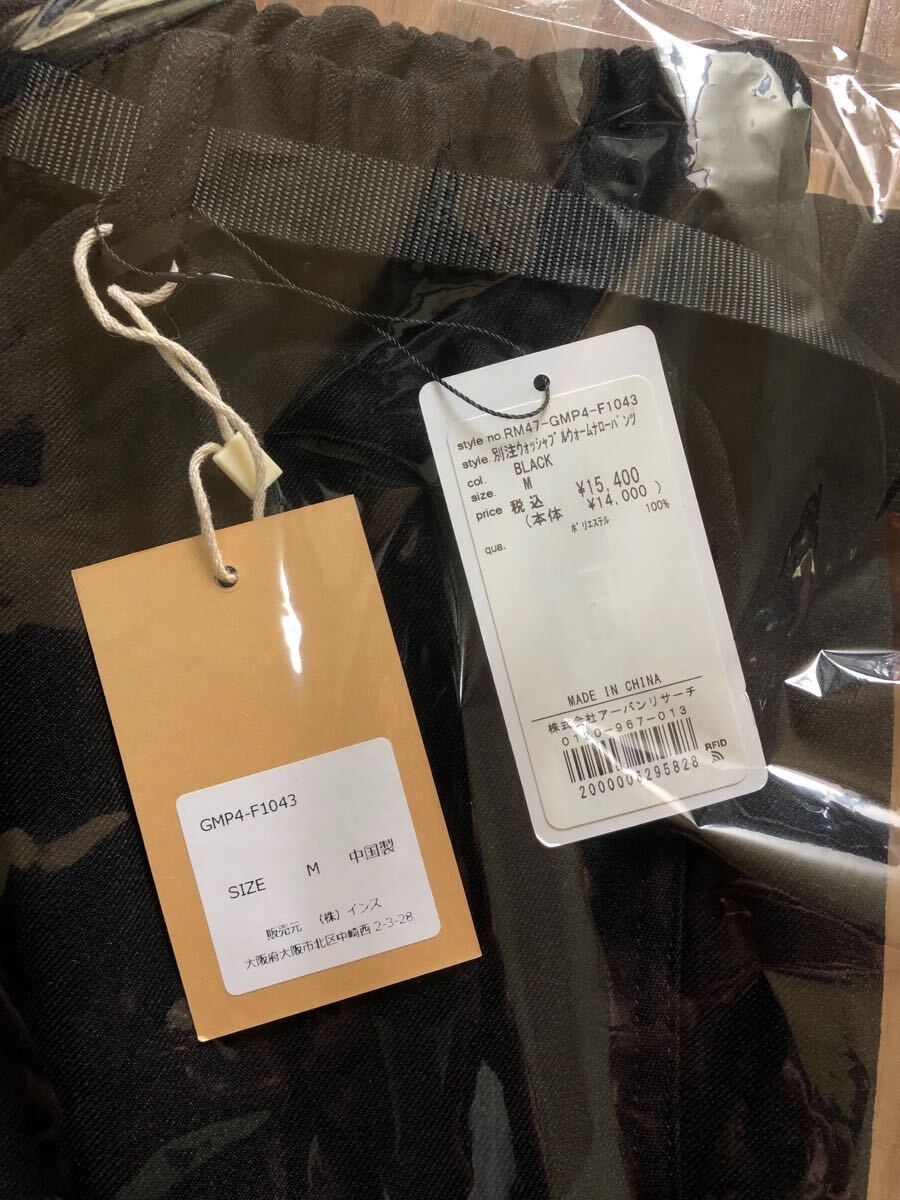 style no.RM47-GMP4-F1043
style.別注ウォッシャブルウォームナローパンツ
col. BLACK
size. M
price 税込 ¥15,400
(本体 ¥14,000)
qua. ポリエステル 100%
MADE IN CHINA
株式会社アーバンリサーチ
0120-967-013
2000006295828
RFID
GMP4-F1043
SIZE M 中国製
販売元 (株)インス
大阪府大阪市北区中崎西2-3-28